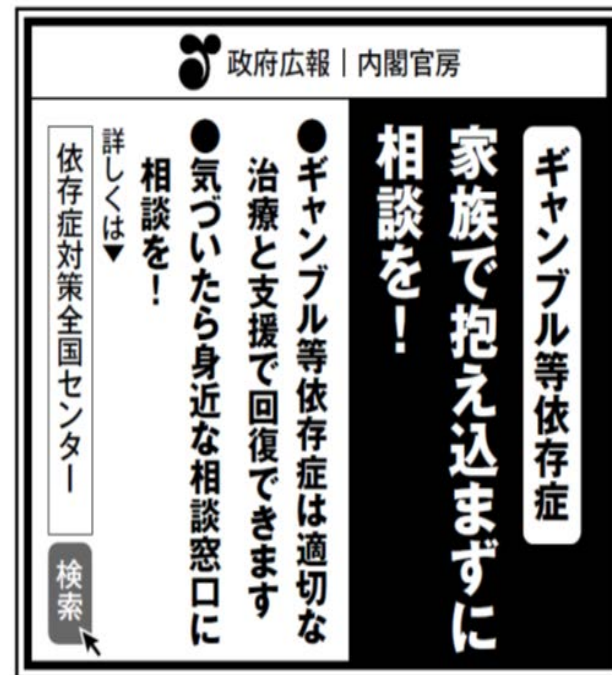 政府広報｜内閣官房
ギャンブル等依存症
家族で抱え込まずに
相談を！
●ギャンブル等依存症は適切な
治療と支援で回復できます
●気づいたら身近な相談窓口に
相談を！
詳しくは▼
依存症対策全国センター
検索